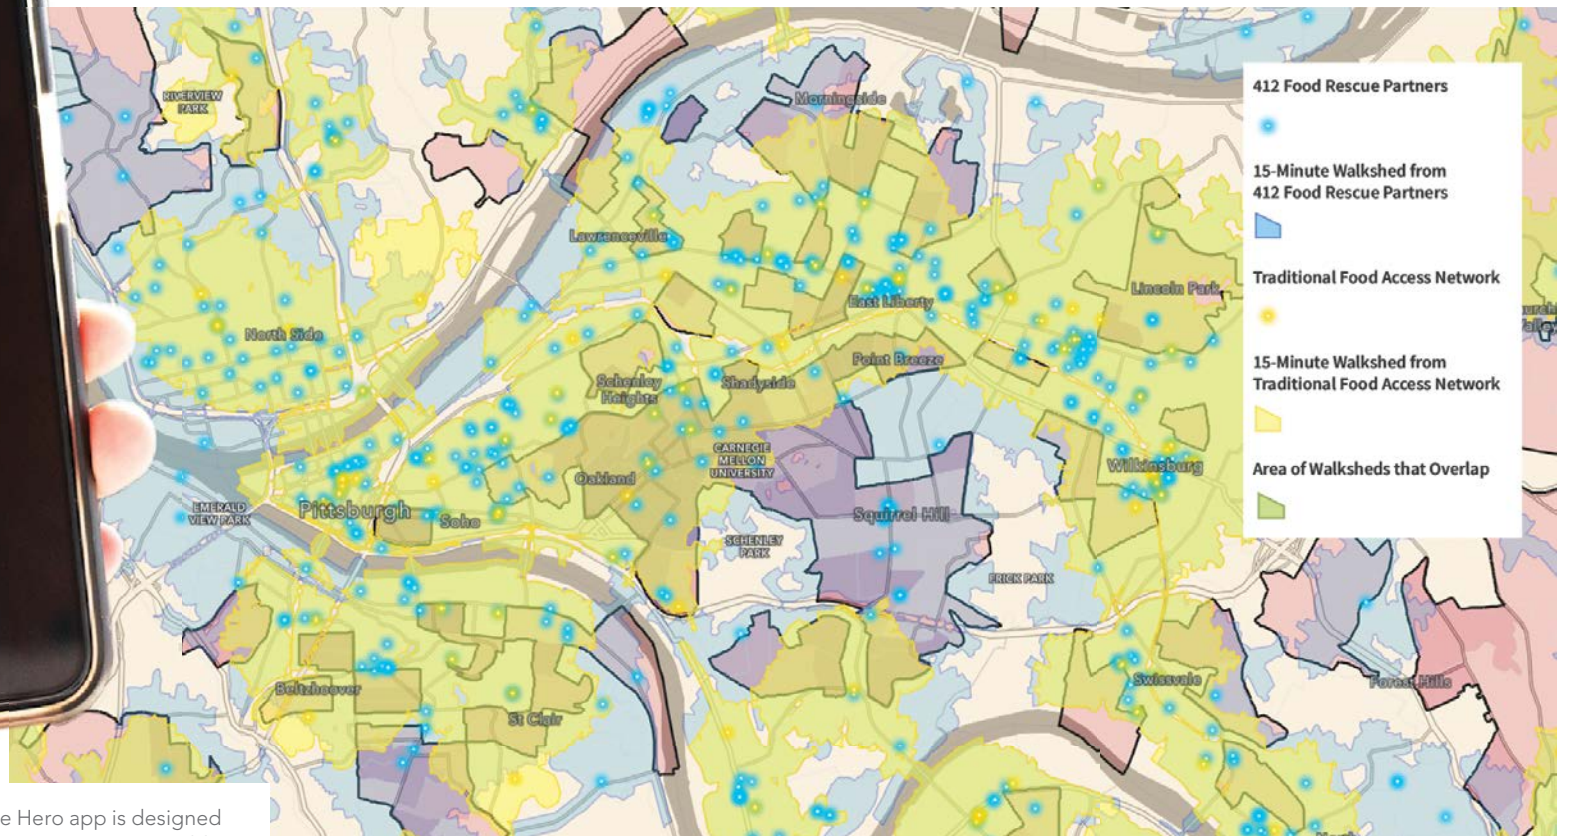 RIVERVIEW
PARK
Morningside
412 Food Rescue Partners
15-Minute Walkshed from
412 Food Rescue Partners
Lawrenceville
Traditional Food Access Network
Lincoln Park
East Liberty
North Side
Point Breeze
15-Minute Walkshed from
Traditional Food Access Network
Schenley
Heights
Shadyside
CARNEGIE
MELLON
UNIVERSITY
Wilkinsburg
Area of Walksheds that Overlap
Oakland
EMERALD
VIEW PARK
Pittsburgh
Soho
Squirrel Hill
SCHENLEY
PARK
FRICK PARK
Swissvale
Forest Hills
Beltzhoover
St Clair
e Hero app is designed